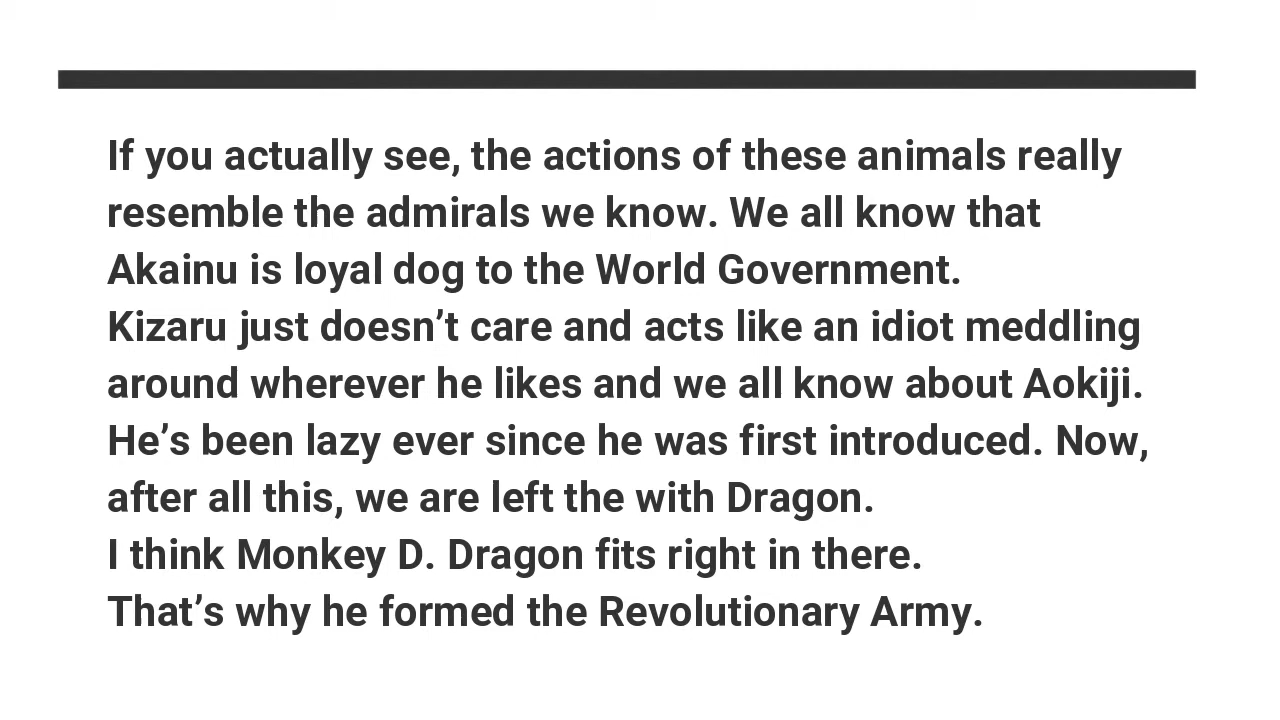 If you actually see, the actions of these animals really
resemble the admirals we know. We all know that
Akainu is loyal dog to the World Government.
Kizaru just doesn’t care and acts like an idiot meddling
around wherever he likes and we all know about Aokiji.
He’s been lazy ever since he was first introduced. Now,
after all this, we are left the with Dragon.
I think Monkey D. Dragon fits right in there.
That’s why he formed the Revolutionary Army.